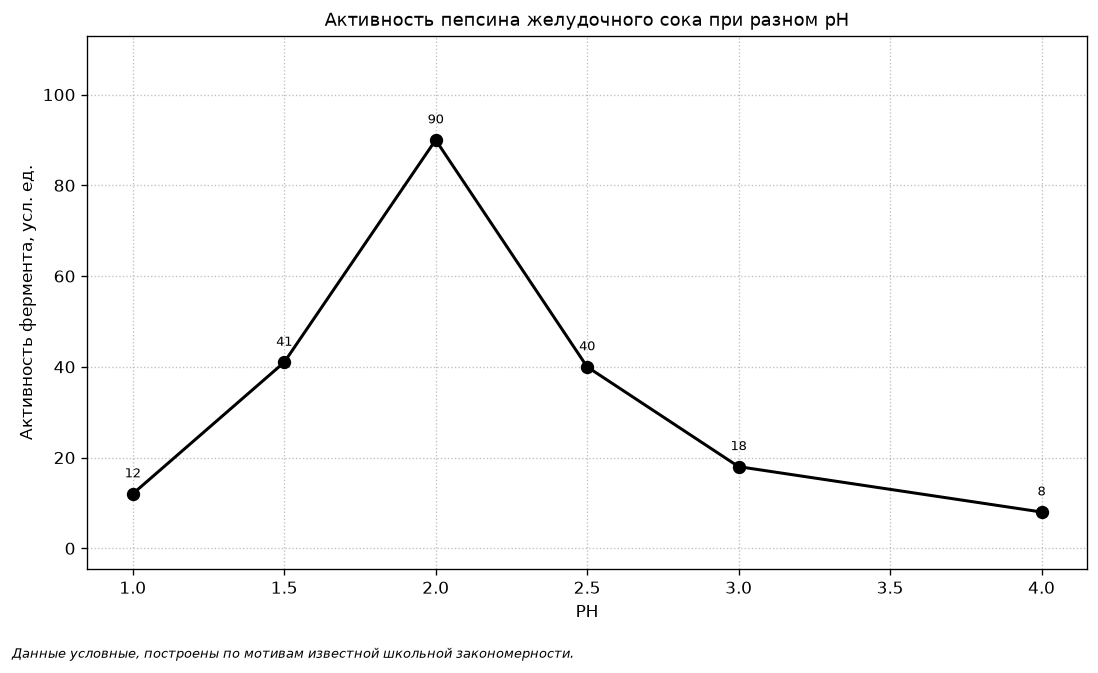 Активность пепсина желудочного сока при разном pH
Активность фермента, усл. ед.
100
80
60
40
20
0
12
41
90
40
18
8
1.0 1.5 2.0 2.5 3.0 3.5 4.0
PH
Данные условные, построены по мотивам известной школьной закономерности.